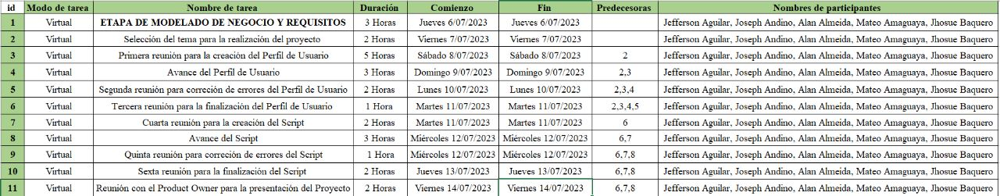 id Modo de tarea Nombre de tarea Duración Comienzo Fin Predecesoras Nombres de participantes
1 Virtual ETAPA DE MODELADO DE NEGOCIO Y REQUISITOS 3 Horas Jueves 6/07/2023 Jueves 6/07/2023 Jefferson Aguilar, Joseph Andino, Alan Almeida, Mateo Amaguaya, Jhosue Baquero
2 Virtual Selección del tema para la realización del proyecto 2 Horas Viernes 7/07/2023 Viernes 7/07/2023 Jefferson Aguilar, Joseph Andino, Alan Almeida, Mateo Amaguaya, Jhosue Baquero
3 Virtual Primera reunión para la creación del Perfil de Usuario 5 Horas Sábado 8/07/2023 Sábado 8/07/2023 2 Jefferson Aguilar, Joseph Andino, Alan Almeida, Mateo Amaguaya, Jhosue Baquero
4 Virtual Avance del Perfil de Usuario 3 Horas Domingo 9/07/2023 Domingo 9/07/2023 2,3 Jefferson Aguilar, Joseph Andino, Alan Almeida, Mateo Amaguaya, Jhosue Baquero
5 Virtual Segunda reunión para correción de errores del Perfil de Usuario 2 Horas Lunes 10/07/2023 Lunes 10/07/2023 2,3,4 Jefferson Aguilar, Joseph Andino, Alan Almeida, Mateo Amaguaya, Jhosue Baquero
6 Virtual Tercera reunión para la finalización del Perfil de Usuario 1 Hora Martes 11/07/2023 Martes 11/07/2023 2,3,4,5 Jefferson Aguilar, Joseph Andino, Alan Almeida, Mateo Amaguaya, Jhosue Baquero
7 Virtual Cuarta reunión para la creación del Script 2 Horas Martes 11/07/2023 Martes 11/07/2023 6 Jefferson Aguilar, Joseph Andino, Alan Almeida, Mateo Amaguaya, Jhosue Baquero
8 Virtual Avance del Script 3 Horas Miércoles 12/07/2023 Miércoles 12/07/2023 6,7 Jefferson Aguilar, Joseph Andino, Alan Almeida, Mateo Amaguaya, Jhosue Baquero
9 Virtual Quinta reunión para correción de errores del Script 1 Hora Miércoles 12/07/2023 Miércoles 12/07/2023 6,7,8 Jefferson Aguilar, Joseph Andino, Alan Almeida, Mateo Amaguaya, Jhosue Baquero
10 Virtual Sexta reunión para la finalización del Script 2 Horas Jueves 13/07/2023 Jueves 13/07/2023 6,7,8 Jefferson Aguilar, Joseph Andino, Alan Almeida, Mateo Amaguaya, Jhosue Baquero
11 Virtual Reunión con el Product Owner para la presentación del Proyecto 2 Horas Viernes 14/07/2023 Viernes 14/07/2023 6,7,8 Jefferson Aguilar, Joseph Andino, Alan Almeida, Mateo Amaguaya, Jhosue Baquero